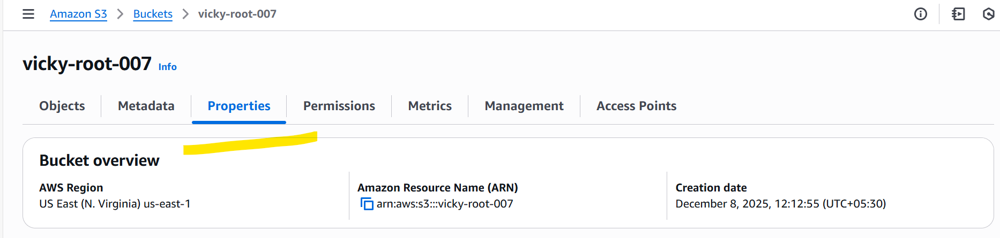 Amazon S3 > Buckets > vicky-root-007
vicky-root-007 Info
Objects Metadata Properties Permissions Metrics Management Access Points
Bucket overview
AWS Region
US East (N. Virginia) us-east-1
Amazon Resource Name (ARN)
arn:aws:s3:::vicky-root-007
Creation date
December 8, 2025, 12:12:55 (UTC+05:30)